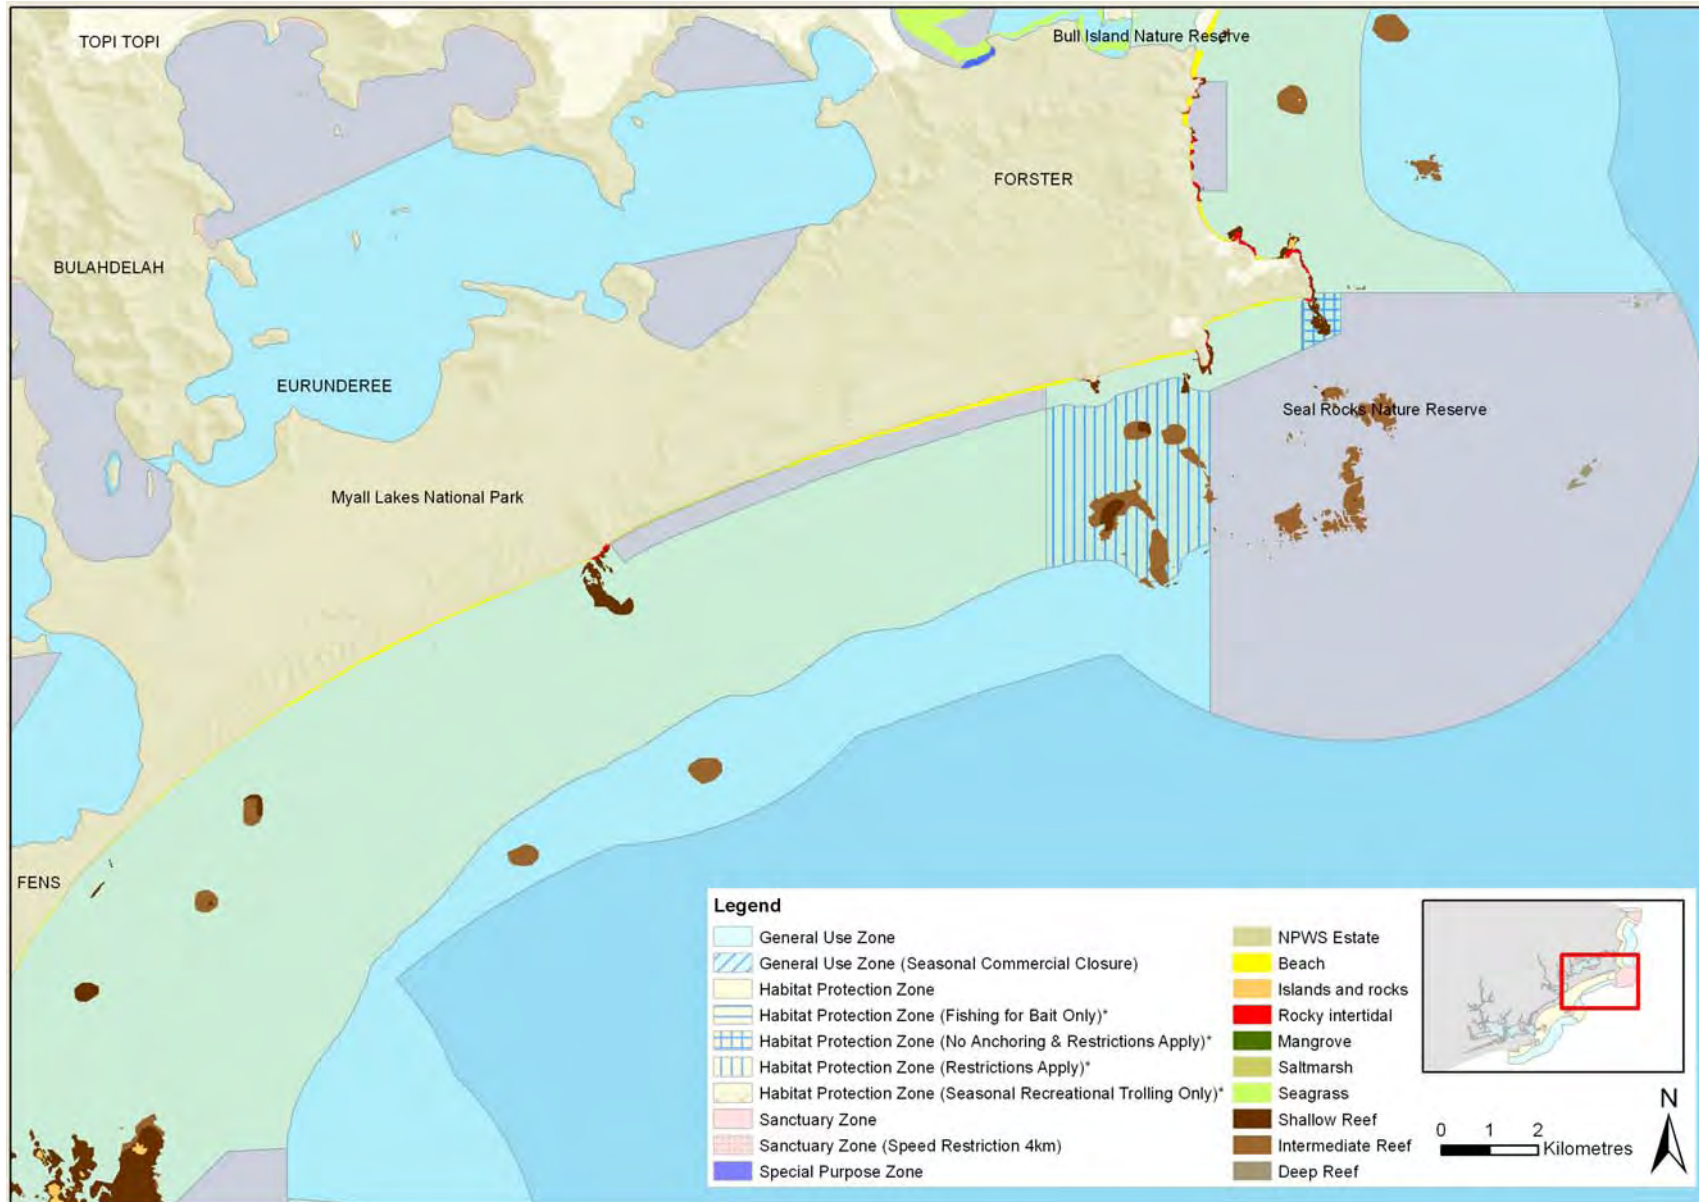 TOPI TOPI
Bull Island Nature Reserve
FORSTER
BULAHDELAH
EURUNDEREE
Seal Rocks Nature Reserve
Myall Lakes National Park
FENS
Legend
General Use Zone
General Use Zone (Seasonal Commercial Closure)
Habitat Protection Zone
Habitat Protection Zone (Fishing for Bait Only)*
Habitat Protection Zone (No Anchoring & Restrictions Apply)*
Habitat Protection Zone (Restrictions Apply)*
Habitat Protection Zone (Seasonal Recreational Trolling Only)*
Sanctuary Zone
Sanctuary Zone (Speed Restriction 4km)
Special Purpose Zone
NPWS Estate
Beach
Islands and rocks
Rocky intertidal
Mangrove
Saltmarsh
Seagrass
Shallow Reef
Intermediate Reef
Deep Reef
N
0 1 2
Kilometres